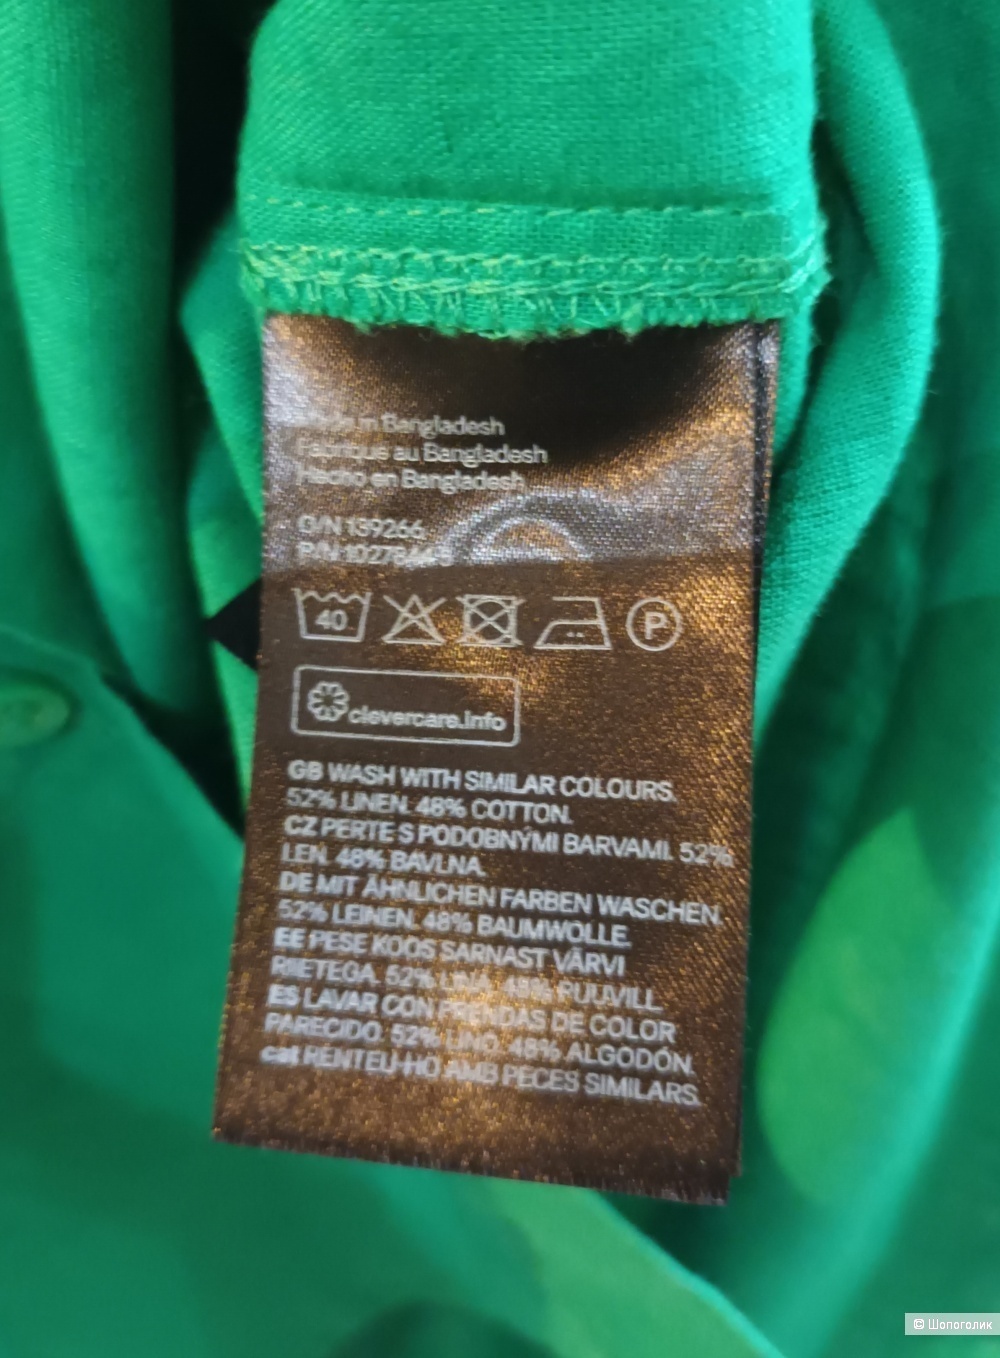 Made in Bangladesh
Fabriqué au Bangladesh
Hecho en Bangladesh
G/N 139266
P/N
40
P
clevercare.info
GB WASH WITH SIMILAR COLOURS.
52% LINEN. 48% COTTON.
CZ PERTE S PODOBNÝMI BARVAMI. 52%
LEN. 48% BAVLNA.
DE MIT ÄHNLICHEN FARBEN WASCHEN.
52% LEINEN. 48% BAUMWOLLE.
EE PESE KOOS SARNAST VÄRVI
RIIETEGA. 52% LINA. 48% PUUVILL.
ES LAVAR CON PRENDAS DE COLOR
PARECIDO. 52% LINO. 48% ALGODÓN.
cat RENTEU-HO AMB PECES SIMILARS.
© Шопоголик